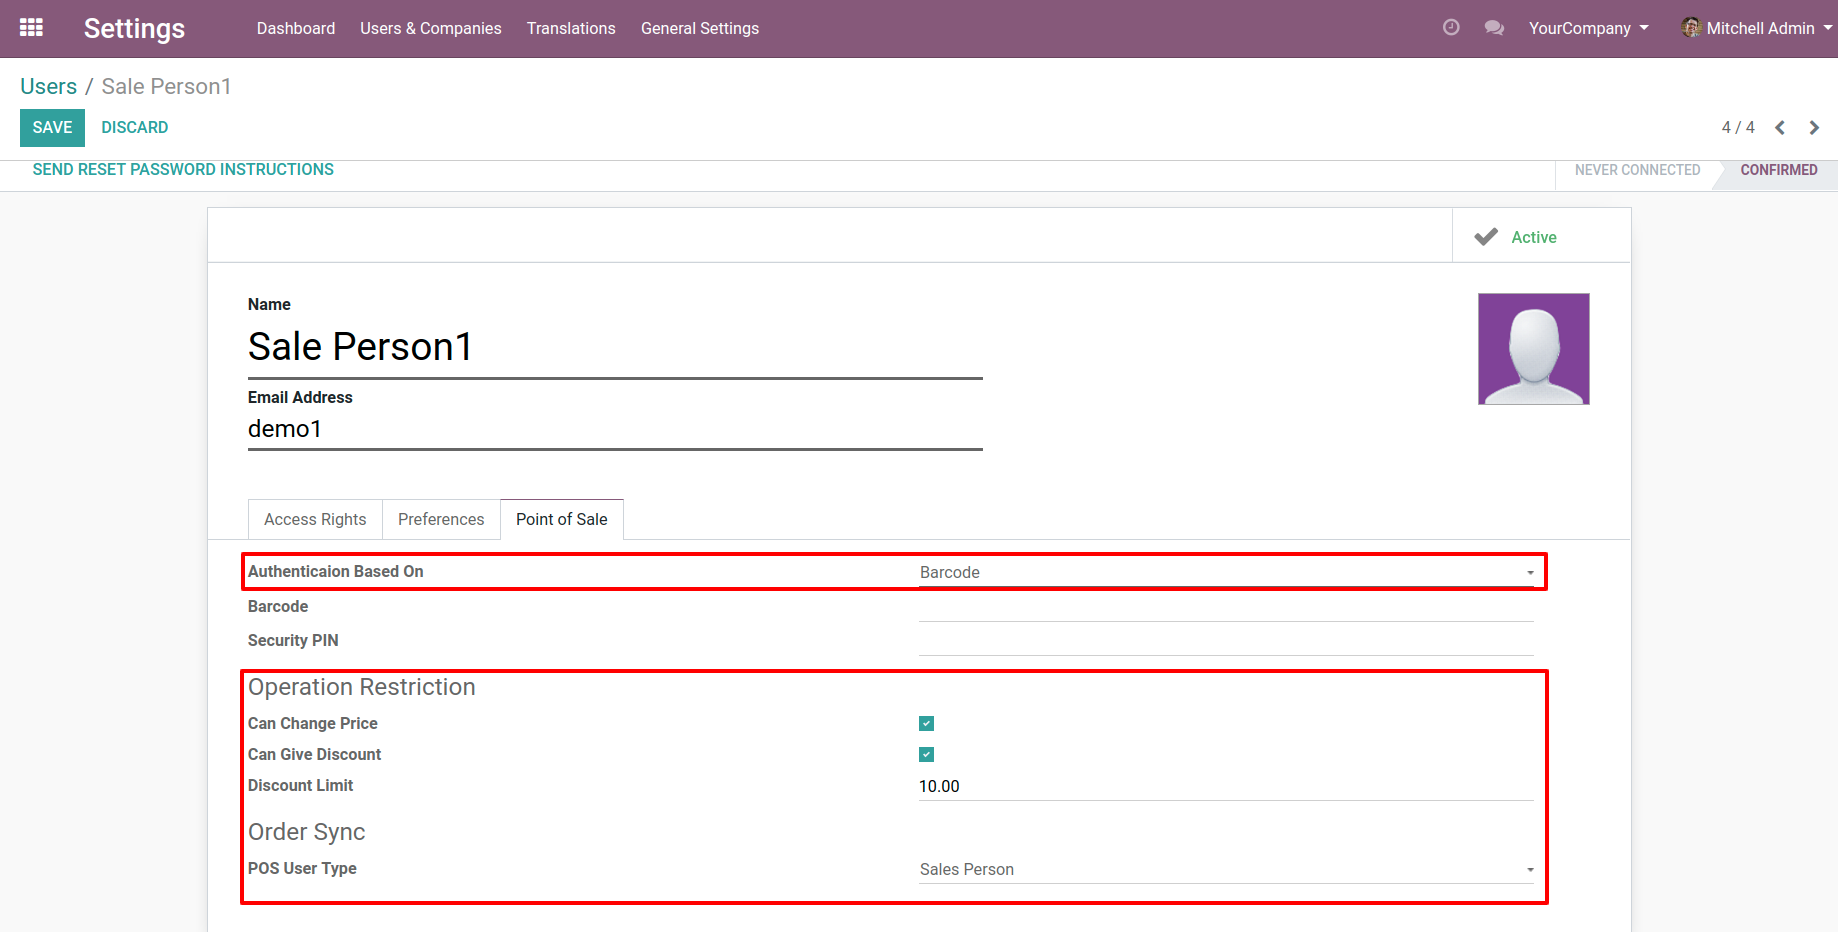 Settings Dashboard Users & Companies Translations General Settings YourCompany Mitchell Admin
Users / Sale Person1
SAVE DISCARD 4 / 4
SEND RESET PASSWORD INSTRUCTIONS NEVER CONNECTED CONFIRMED
Active
Name
Sale Person1
Email Address
demo1
Access Rights Preferences Point of Sale
Authenticaion Based On Barcode
Barcode
Security PIN
Operation Restriction
Can Change Price
Can Give Discount
Discount Limit 10.00
Order Sync
POS User Type Sales Person